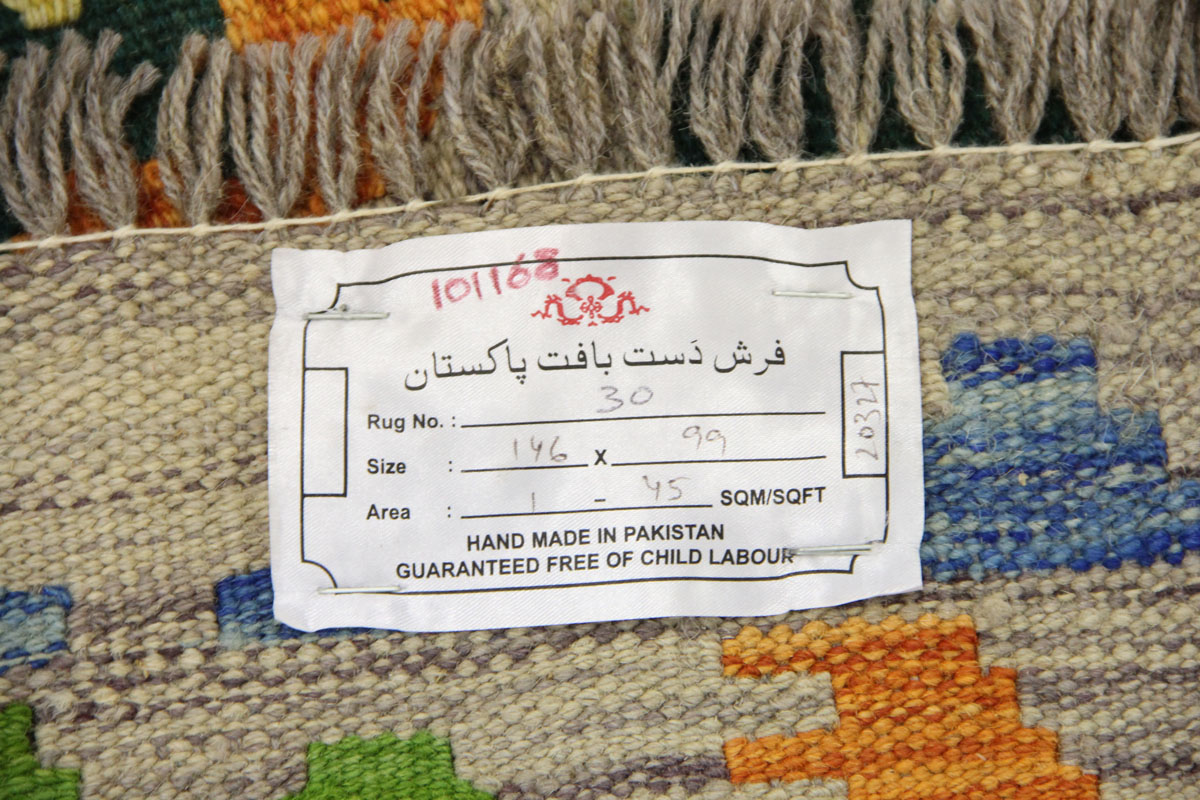 101168
فرش دَست بافت پاکستان
Rug No. : 30
Size : 146 x 99
Area : 1 - 45 SQM/SQFT
HAND MADE IN PAKISTAN
GUARANTEED FREE OF CHILD LABOUR
20327